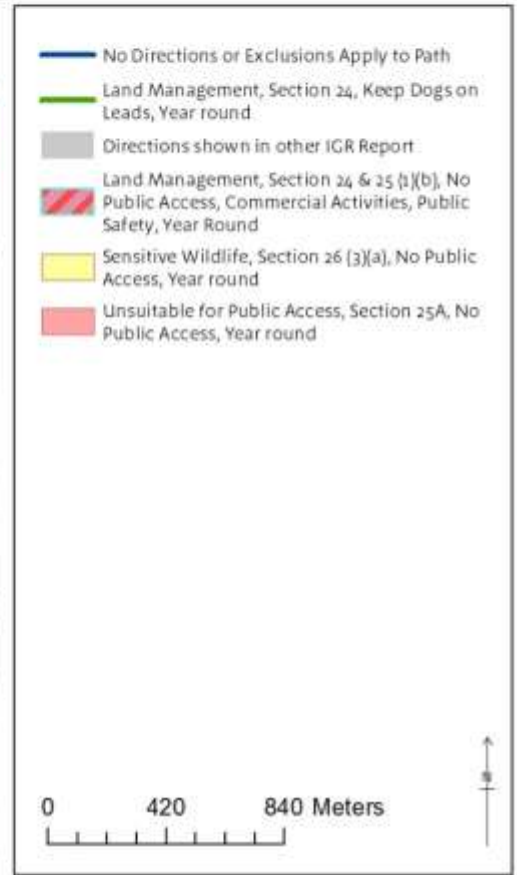 No Directions or Exclusions Apply to Path
Land Management, Section 24, Keep Dogs on
Leads, Year round
Directions shown in other IGR Report
Land Management, Section 24 & 25 (1)(b), No
Public Access, Commercial Activities, Public
Safety, Year Round
Sensitive Wildlife, Section 26 (3)(a), No Public
Access, Year round
Unsuitable for Public Access, Section 25A, No
Public Access, Year round
N
0 420 840 Meters